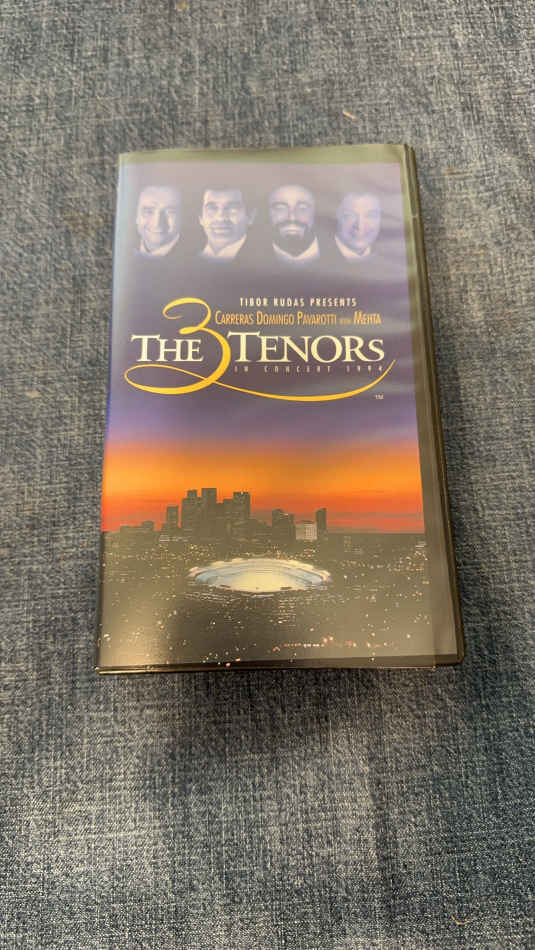 TIBOR RUDAS PRESENTS
CARRERAS DOMINGO PAVAROTTI WITH MEHTA
THE 3 TENORS
IN CONCERT 1994
TM